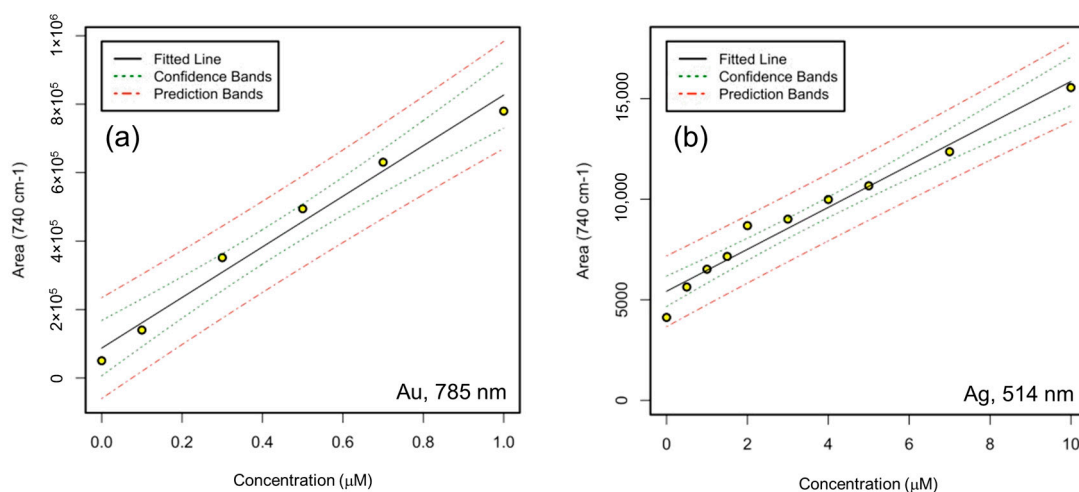 (a)
Fitted Line
Confidence Bands
Prediction Bands
Area (740 cm-1)
1×10⁶
8×10⁵
6×10⁵
4×10⁵
2×10⁵
0
Au, 785 nm
0.0 0.2 0.4 0.6 0.8 1.0
Concentration (μM)
(b)
Fitted Line
Confidence Bands
Prediction Bands
Area (740 cm-1)
15,000
10,000
5000
0
Ag, 514 nm
0 2 4 6 8 10
Concentration (μM)